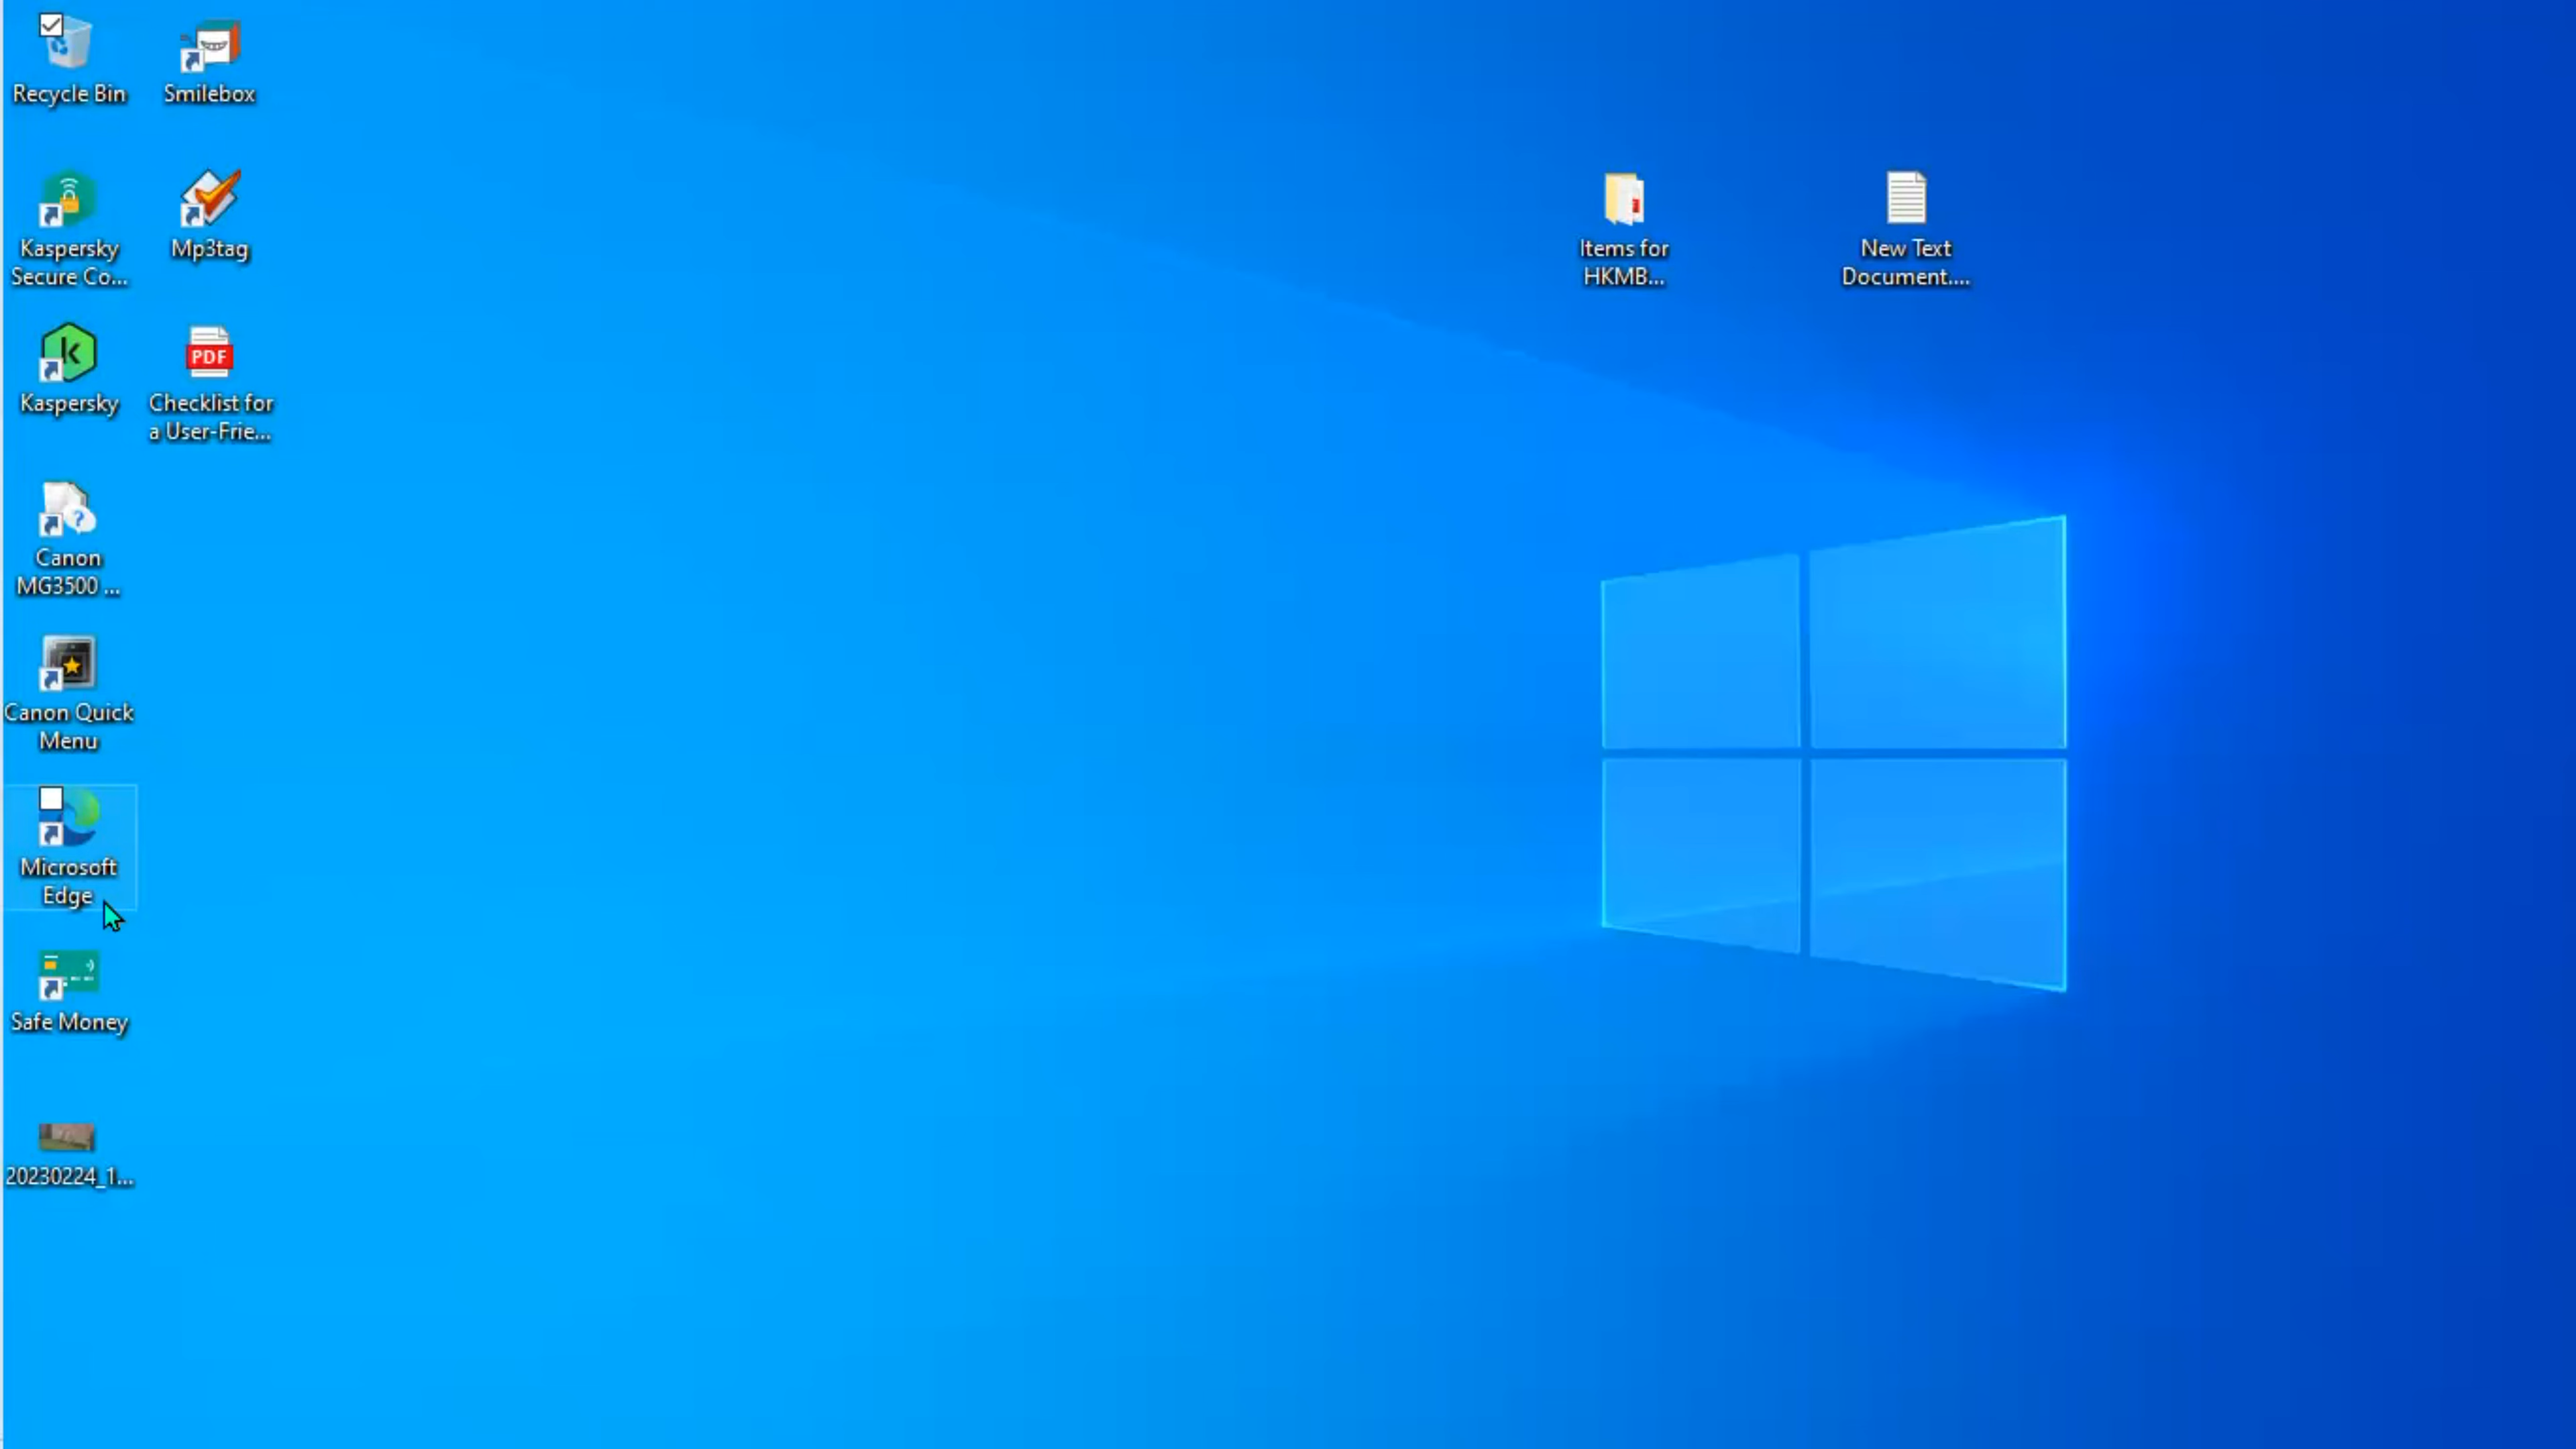 Recycle Bin
Smilebox
Kaspersky
Secure Co...
Mp3tag
Items for
HKMB...
New Text
Document....
Kaspersky
PDF
Checklist for
a User-Frie...
Canon
MG3500 ...
Canon Quick
Menu
Microsoft
Edge
Safe Money
20230224_1...